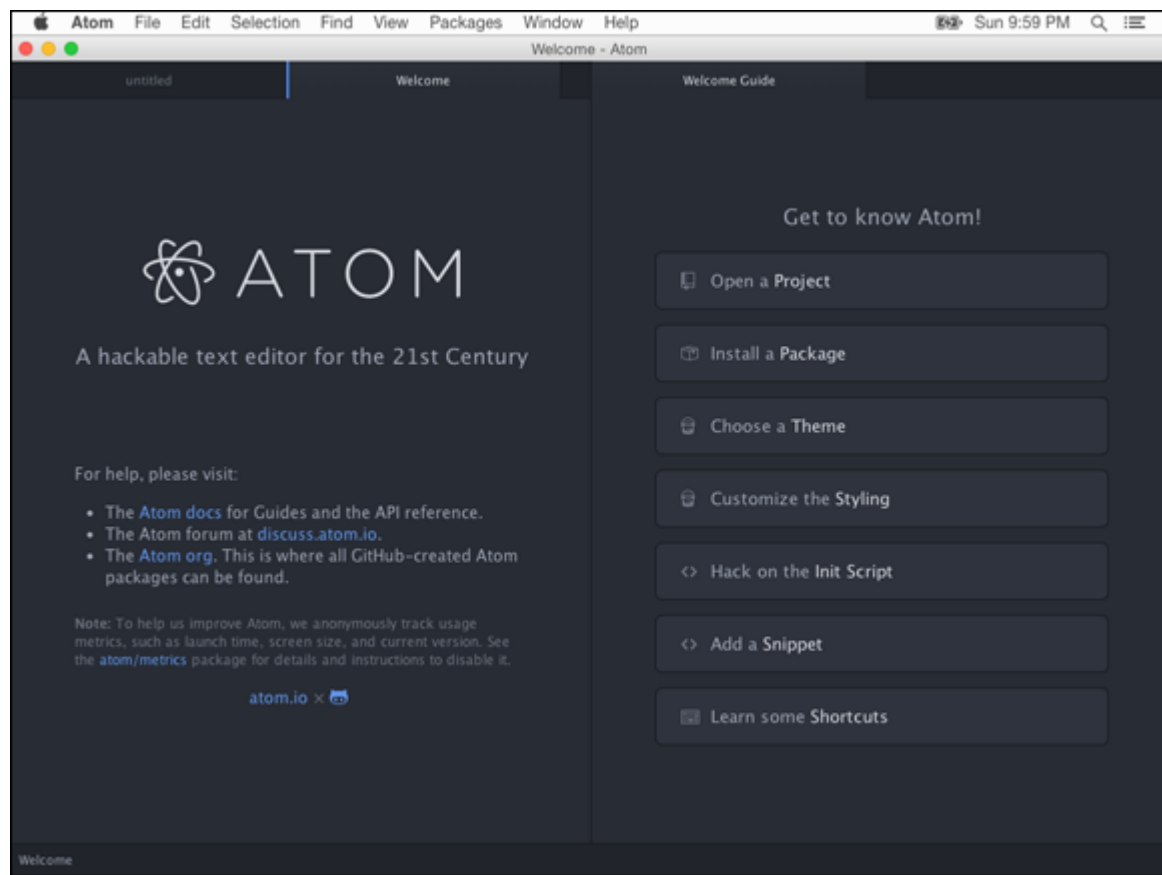 Atom File Edit Selection Find View Packages Window Help Sun 9:59 PM
Welcome - Atom
untitled Welcome Welcome Guide
ATOM
A hackable text editor for the 21st Century
For help, please visit:
• The Atom docs for Guides and the API reference.
• The Atom forum at discuss.atom.io.
• The Atom org. This is where all GitHub-created Atom
packages can be found.
Note: To help us improve Atom, we anonymously track usage
metrics, such as launch time, screen size, and current version. See
the atom/metrics package for details and instructions to disable it.
atom.io ×
Get to know Atom!
Open a Project
Install a Package
Choose a Theme
Customize the Styling
<> Hack on the Init Script
<> Add a Snippet
Learn some Shortcuts
Welcome